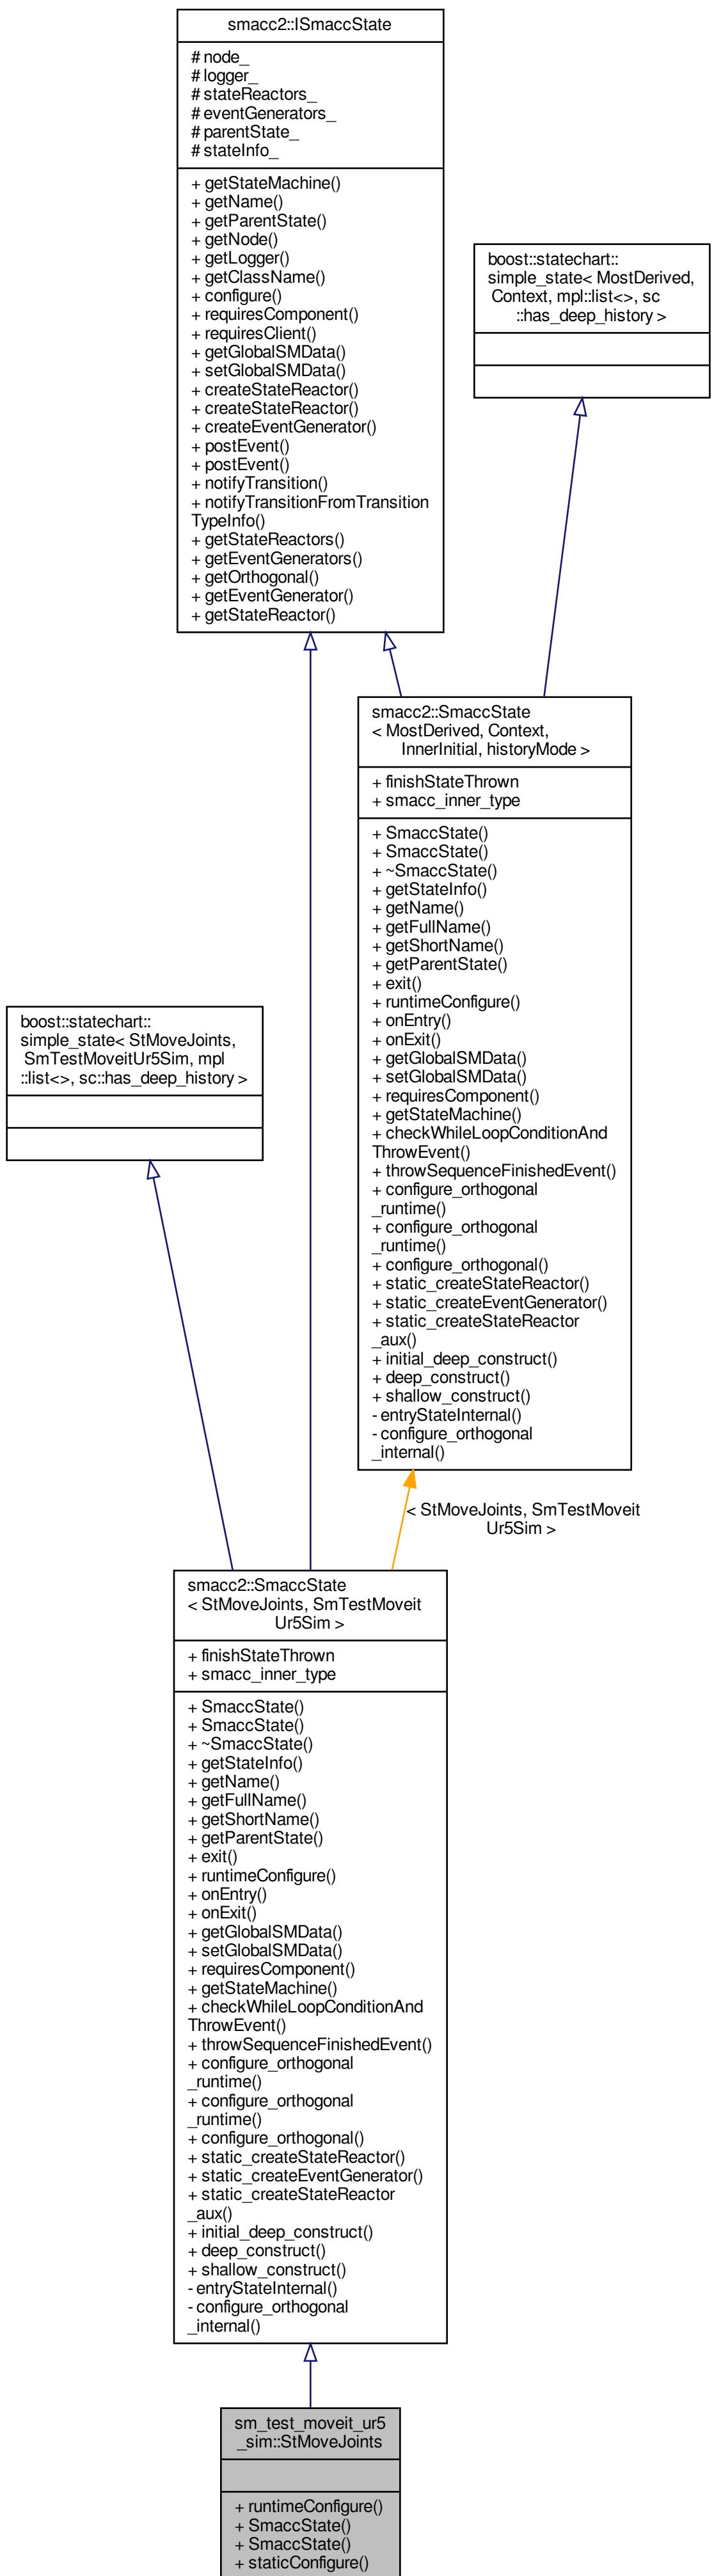 smacc2::ISmaccState
# node_
# logger_
# stateReactors_
# eventGenerators_
# parentState_
# stateInfo_
+ getStateMachine()
+ getName()
+ getParentState()
+ getNode()
+ getLogger()
+ getClassName()
+ configure()
+ requiresComponent()
+ requiresClient()
+ getGlobalSMData()
+ setGlobalSMData()
+ createStateReactor()
+ createStateReactor()
+ createEventGenerator()
+ postEvent()
+ postEvent()
+ notifyTransition()
+ notifyTransitionFromTransition
TypeInfo()
+ getStateReactors()
+ getEventGenerators()
+ getOrthogonal()
+ getEventGenerator()
+ getStateReactor()
boost::statechart::
simple_state< MostDerived,
Context, mpl::list<>, sc
::has_deep_history >
smacc2::SmaccState
< MostDerived, Context,
InnerInitial, historyMode >
+ finishStateThrown
+ smacc_inner_type
+ SmaccState()
+ SmaccState()
+ ~SmaccState()
+ getStateInfo()
+ getName()
+ getFullName()
+ getShortName()
+ getParentState()
+ exit()
+ runtimeConfigure()
+ onEntry()
+ onExit()
+ getGlobalSMData()
+ setGlobalSMData()
+ requiresComponent()
+ getStateMachine()
+ checkWhileLoopConditionAnd
ThrowEvent()
+ throwSequenceFinishedEvent()
+ configure_orthogonal
_runtime()
+ configure_orthogonal
_runtime()
+ configure_orthogonal()
+ static_createStateReactor()
+ static_createEventGenerator()
+ static_createStateReactor
_aux()
+ initial_deep_construct()
+ deep_construct()
+ shallow_construct()
- entryStateInternal()
- configure_orthogonal
_internal()
boost::statechart::
simple_state< StMoveJoints,
SmTestMoveitUr5Sim, mpl
::list<>, sc::has_deep_history >
< StMoveJoints, SmTestMoveit
Ur5Sim >
smacc2::SmaccState
< StMoveJoints, SmTestMoveit
Ur5Sim >
+ finishStateThrown
+ smacc_inner_type
+ SmaccState()
+ SmaccState()
+ ~SmaccState()
+ getStateInfo()
+ getName()
+ getFullName()
+ getShortName()
+ getParentState()
+ exit()
+ runtimeConfigure()
+ onEntry()
+ onExit()
+ getGlobalSMData()
+ setGlobalSMData()
+ requiresComponent()
+ getStateMachine()
+ checkWhileLoopConditionAnd
ThrowEvent()
+ throwSequenceFinishedEvent()
+ configure_orthogonal
_runtime()
+ configure_orthogonal
_runtime()
+ configure_orthogonal()
+ static_createStateReactor()
+ static_createEventGenerator()
+ static_createStateReactor
_aux()
+ initial_deep_construct()
+ deep_construct()
+ shallow_construct()
- entryStateInternal()
- configure_orthogonal
_internal()
sm_test_moveit_ur5
_sim::StMoveJoints
+ runtimeConfigure()
+ SmaccState()
+ SmaccState()
+ staticConfigure()